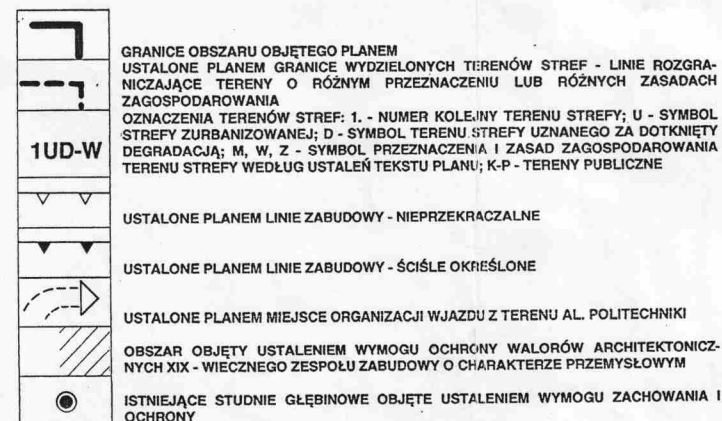 GRANICE OBSZARU OBJĘTEGO PLANEM
USTALONE PLANEM GRANICE WYDZIELONYCH TERENÓW STREF - LINIE ROZGRA-
NICZAJĄCE TERENY O RÓŻNYM PRZEZNACZENIU LUB RÓŻNYCH ZASADACH
ZAGOSPODAROWANIA
OZNACZENIA TERENÓW STREF: 1. - NUMER KOLEJNY TERENU STREFY; U - SYMBOL
STREFY ZURBANIZOWANEJ; D - SYMBOL TERENU STREFY UZNANEGO ZA DOTKNIĘTY
1UD-W
DEGRADACJĄ; M, W, Z - SYMBOL PRZEZNACZENIA I ZASAD ZAGOSPODAROWANIA
TERENU STREFY WEDŁUG USTALEŃ TEKSTU PLANU; K-P - TERENY PUBLICZNE
USTALONE PLANEM LINIE ZABUDOWY - NIEPRZEKRACZALNE
USTALONE PLANEM LINIE ZABUDOWY - ŚCIŚLE OKREŚLONE
USTALONE PLANEM MIEJSCE ORGANIZACJI WJAZDU Z TERENU AL. POLITECHNIKI
OBSZAR OBJĘTY USTALENIEM WYMOGU OCHRONY WALORÓW ARCHITEKTONICZ-
NYCH XIX - WIECZNEGO ZESPOŁU ZABUDOWY O CHARAKTERZE PRZEMYSŁOWYM
ISTNIEJĄCE STUDNIE GŁĘBINOWE OBJĘTE USTALENIEM WYMOGU ZACHOWANIA I
OCHRONY